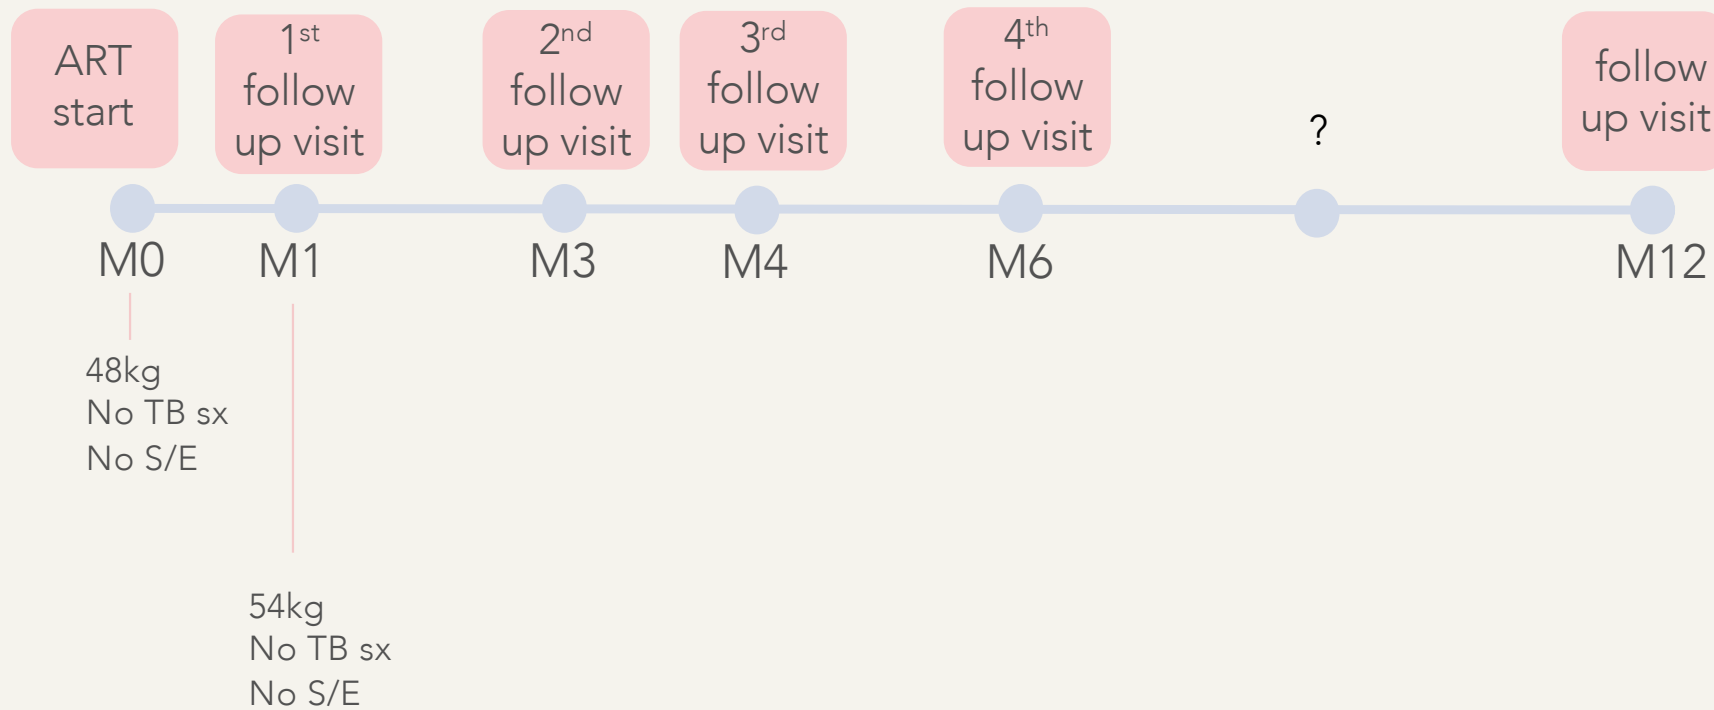 ART
start
1st
follow
up visit
2nd
follow
up visit
3rd
follow
up visit
4th
follow
up visit
?
follow
up visit
M0
M1
M3
M4
M6
M12
48kg
No TB sx
No S/E
54kg
No TB sx
No S/E